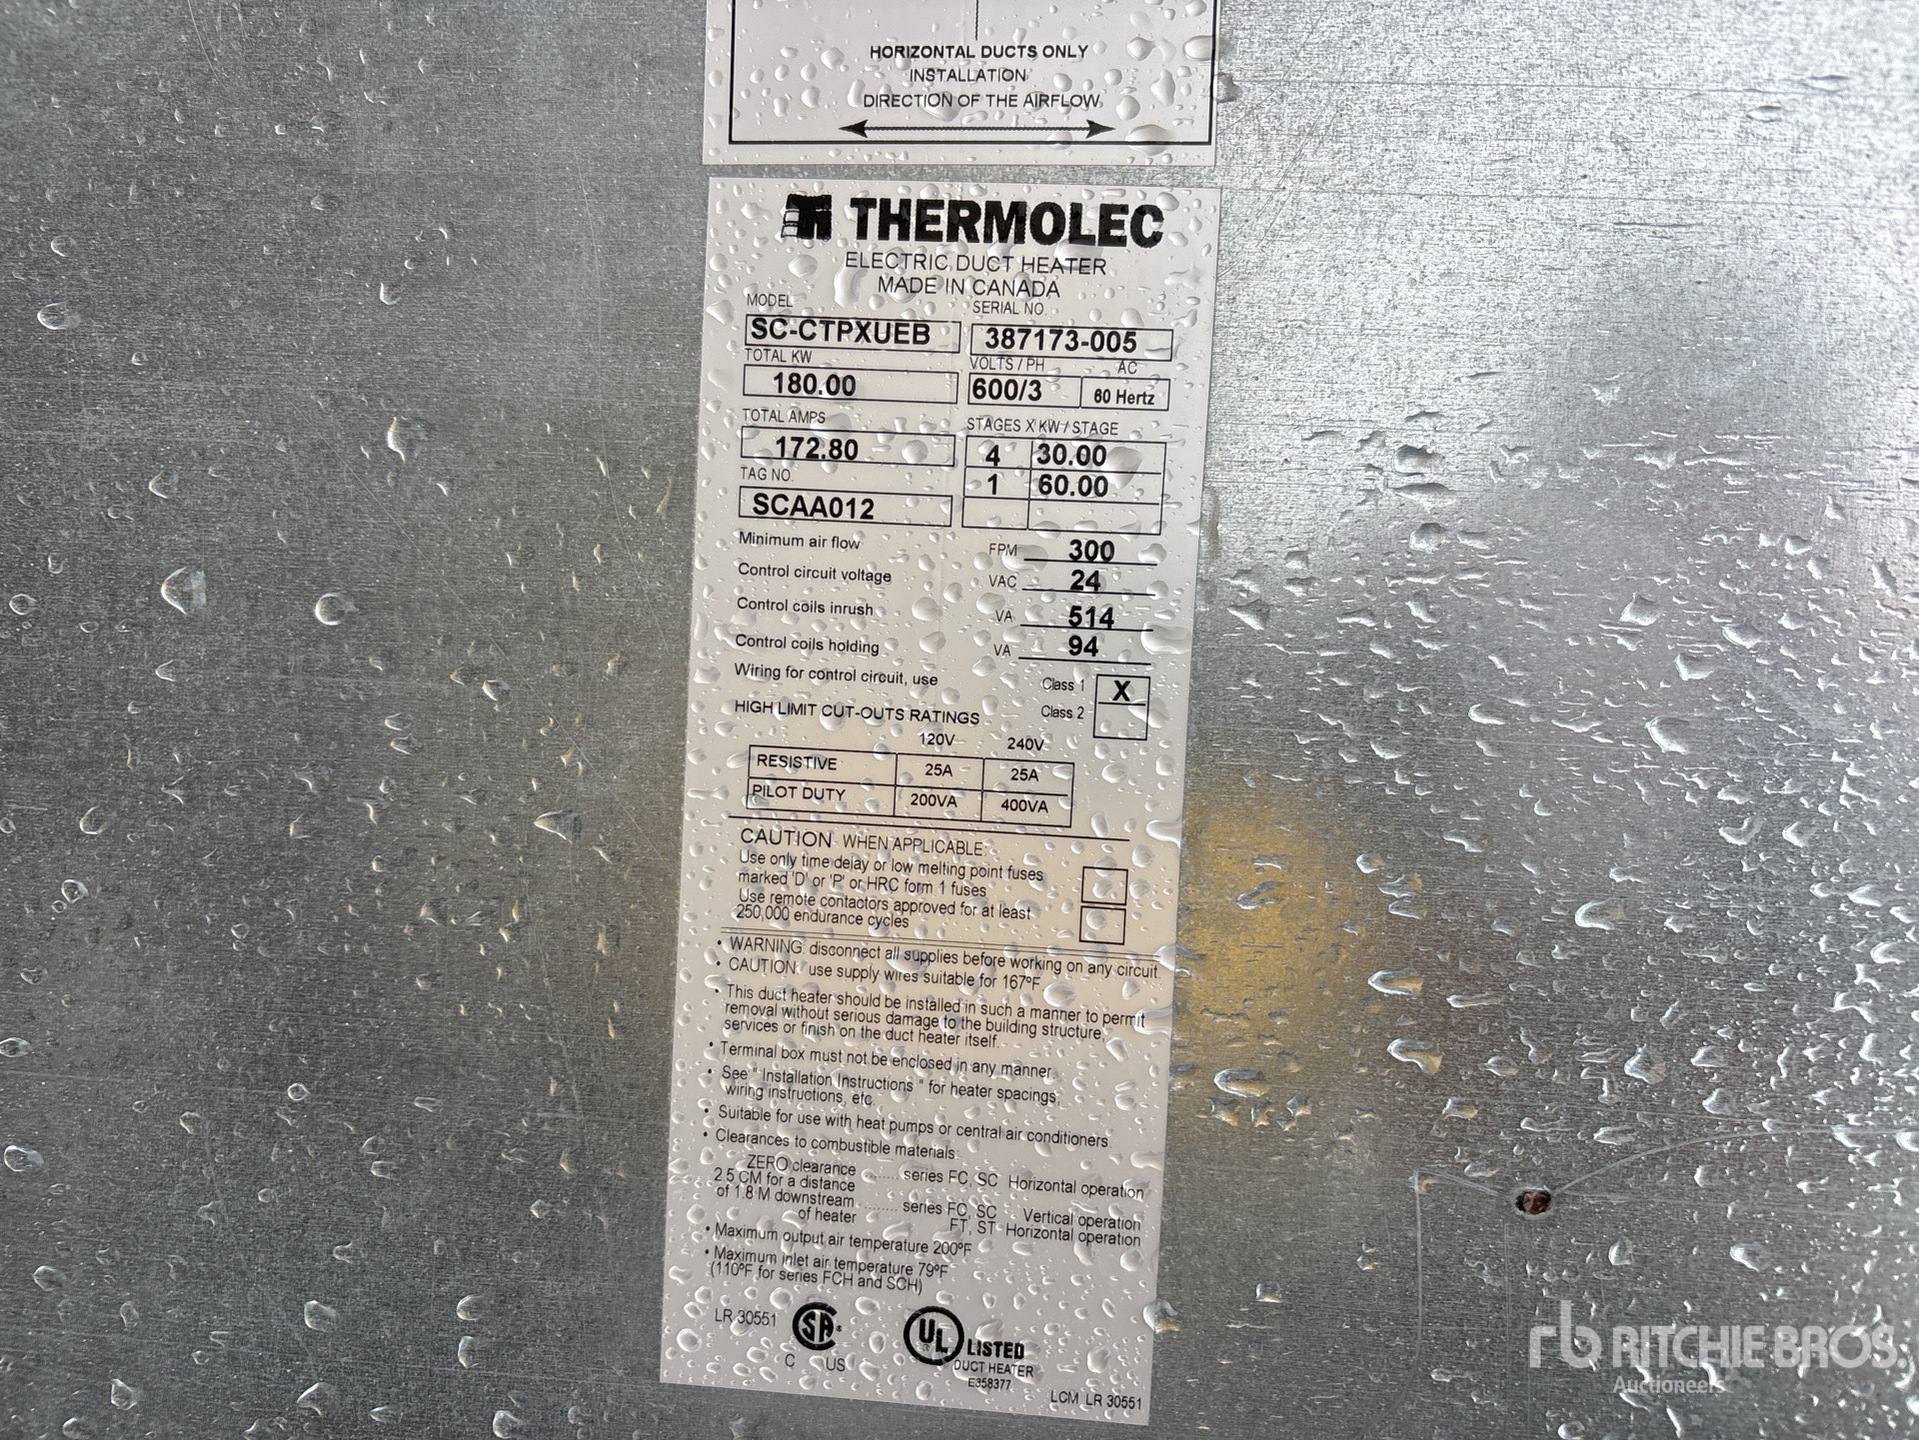 HORIZONTAL DUCTS ONLY
INSTALLATION
DIRECTION OF THE AIRFLOW
THERMOLEC
ELECTRIC DUCT HEATER
MADE IN CANADA
MODEL SERIAL NO.
SC-CTPXUEB 387173-005
TOTAL KW VOLTS / PH AC
180.00 600/3 60 Hertz
TOTAL AMPS STAGES X KW / STAGE
172.80 4 30.00
TAG NO. 1 60.00
SCAA012
Minimum air flow FPM 300
Control circuit voltage VAC 24
Control coils inrush VA 514
Control coils holding VA 94
Wiring for control circuit, use Class 1 X
Class 2
HIGH LIMIT CUT-OUTS RATINGS
120V 240V
RESISTIVE 25A 25A
PILOT DUTY 200VA 400VA
CAUTION WHEN APPLICABLE:
Use only time delay or low melting point fuses
marked 'D' or 'P' or HRC form 1 fuses
Use remote contactors approved for at least
250,000 endurance cycles
• WARNING: disconnect all supplies before working on any circuit.
• CAUTION: use supply wires suitable for 167ºF
• This duct heater should be installed in such a manner to permit
removal without serious damage to the building structure,
services or finish on the duct heater itself.
• Terminal box must not be enclosed in any manner.
• See " Installation Instructions " for heater spacings,
wiring instructions, etc.
• Suitable for use with heat pumps or central air conditioners.
• Clearances to combustible materials:
ZERO clearance ....... series FC, SC Horizontal operation
2.5 CM for a distance
of 1.8 M downstream ........ series FC, SC Vertical operation
of heater FT, ST Horizontal operation
• Maximum output air temperature 200ºF
• Maximum inlet air temperature 79ºF
(110ºF for series FCH and SCH)
LR 30551 SA C US UL LISTED
DUCT HEATER
E358377
LCM LR 30551
rb RITCHIE BROS.
Auctioneers